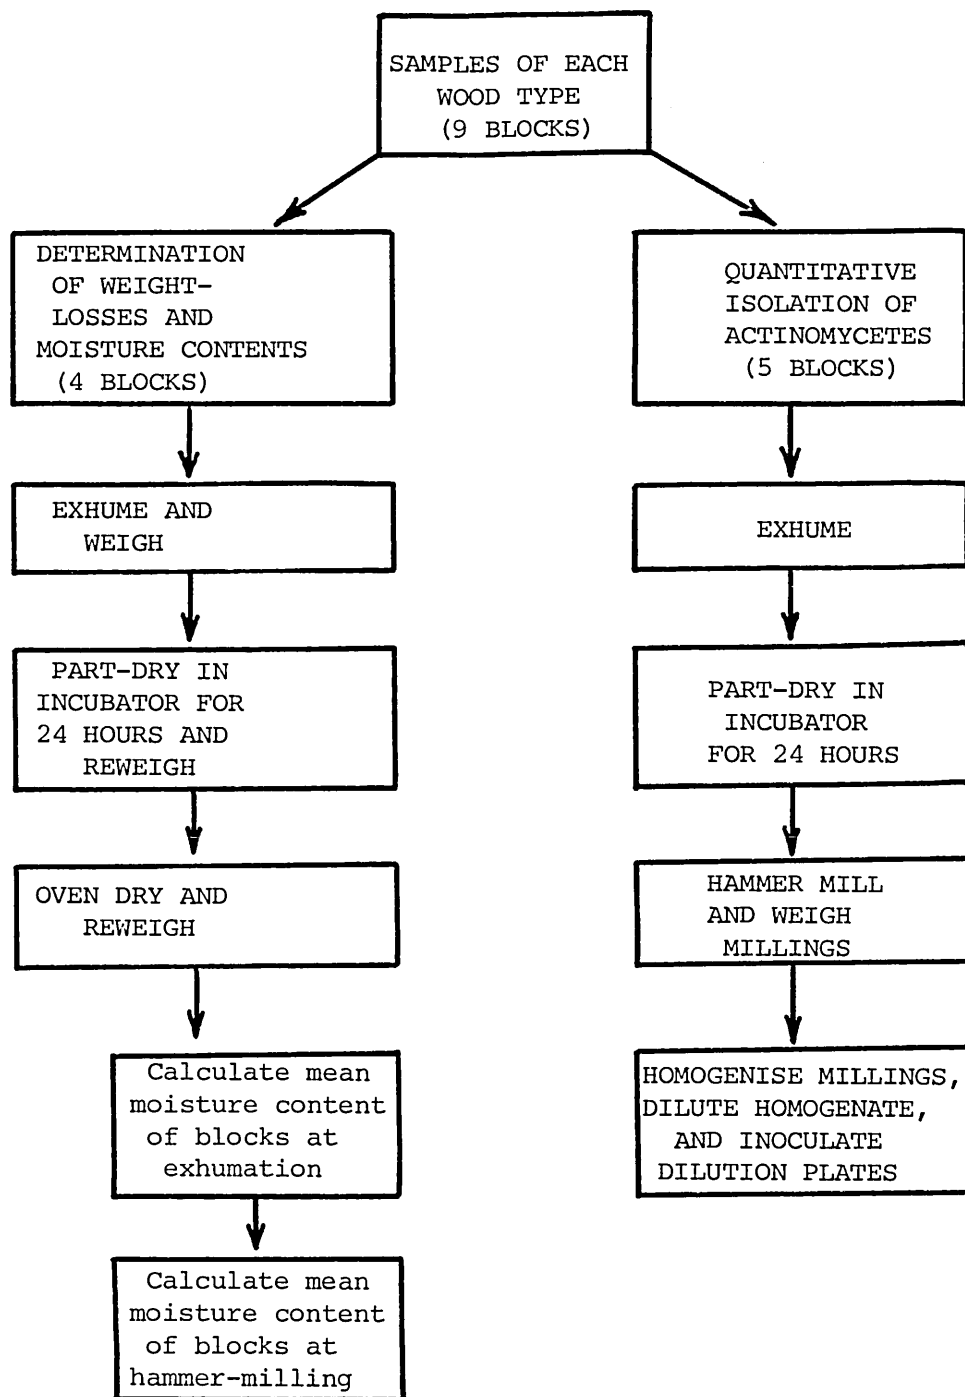 SAMPLES OF EACH
WOOD TYPE
(9 BLOCKS)
DETERMINATION
OF WEIGHT-
LOSSES AND
MOISTURE CONTENTS
(4 BLOCKS)
EXHUME AND
WEIGH
PART-DRY IN
INCUBATOR FOR
24 HOURS AND
REWEIGH
OVEN DRY AND
REWEIGH
Calculate mean
moisture content
of blocks at
exhumation
Calculate mean
moisture content
of blocks at
hammer-milling
QUANTITATIVE
ISOLATION OF
ACTINOMYCETES
(5 BLOCKS)
EXHUME
PART-DRY IN
INCUBATOR
FOR 24 HOURS
HAMMER MILL
AND WEIGH
MILLINGS
HOMOGENISE MILLINGS,
DILUTE HOMOGENATE,
AND INOCULATE
DILUTION PLATES